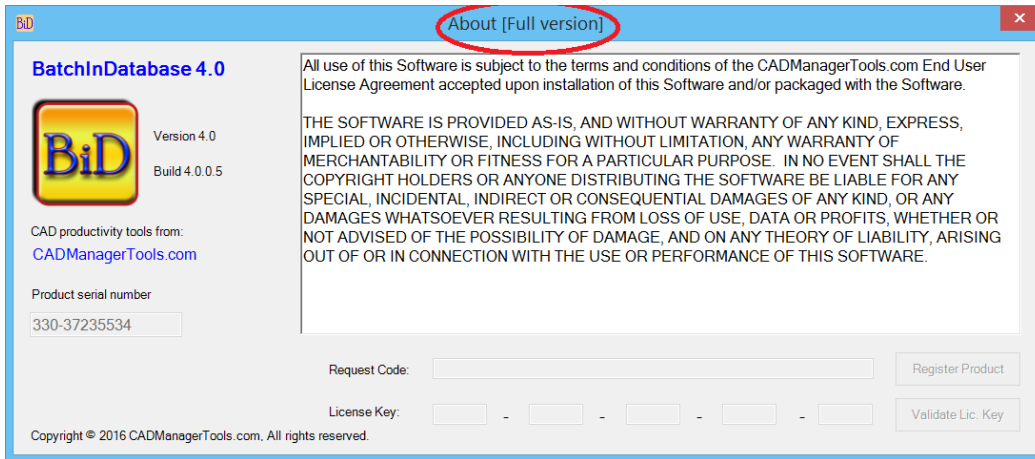 BiD
About [Full version]
BatchInDatabase 4.0
BiD
Version 4.0
Build 4.0.0.5
CAD productivity tools from:
CADManagerTools.com
Product serial number
330-37235534
All use of this Software is subject to the terms and conditions of the CADManagerTools.com End User
License Agreement accepted upon installation of this Software and/or packaged with the Software.
THE SOFTWARE IS PROVIDED AS-IS, AND WITHOUT WARRANTY OF ANY KIND, EXPRESS,
IMPLIED OR OTHERWISE, INCLUDING WITHOUT LIMITATION, ANY WARRANTY OF
MERCHANTABILITY OR FITNESS FOR A PARTICULAR PURPOSE.  IN NO EVENT SHALL THE
COPYRIGHT HOLDERS OR ANYONE DISTRIBUTING THE SOFTWARE BE LIABLE FOR ANY
SPECIAL, INCIDENTAL, INDIRECT OR CONSEQUENTIAL DAMAGES OF ANY KIND, OR ANY
DAMAGES WHATSOEVER RESULTING FROM LOSS OF USE, DATA OR PROFITS, WHETHER OR
NOT ADVISED OF THE POSSIBILITY OF DAMAGE, AND ON ANY THEORY OF LIABILITY, ARISING
OUT OF OR IN CONNECTION WITH THE USE OR PERFORMANCE OF THIS SOFTWARE.
Request Code:
Register Product
License Key:
- - - -
Validate Lic. Key
Copyright © 2016 CADManagerTools.com, All rights reserved.